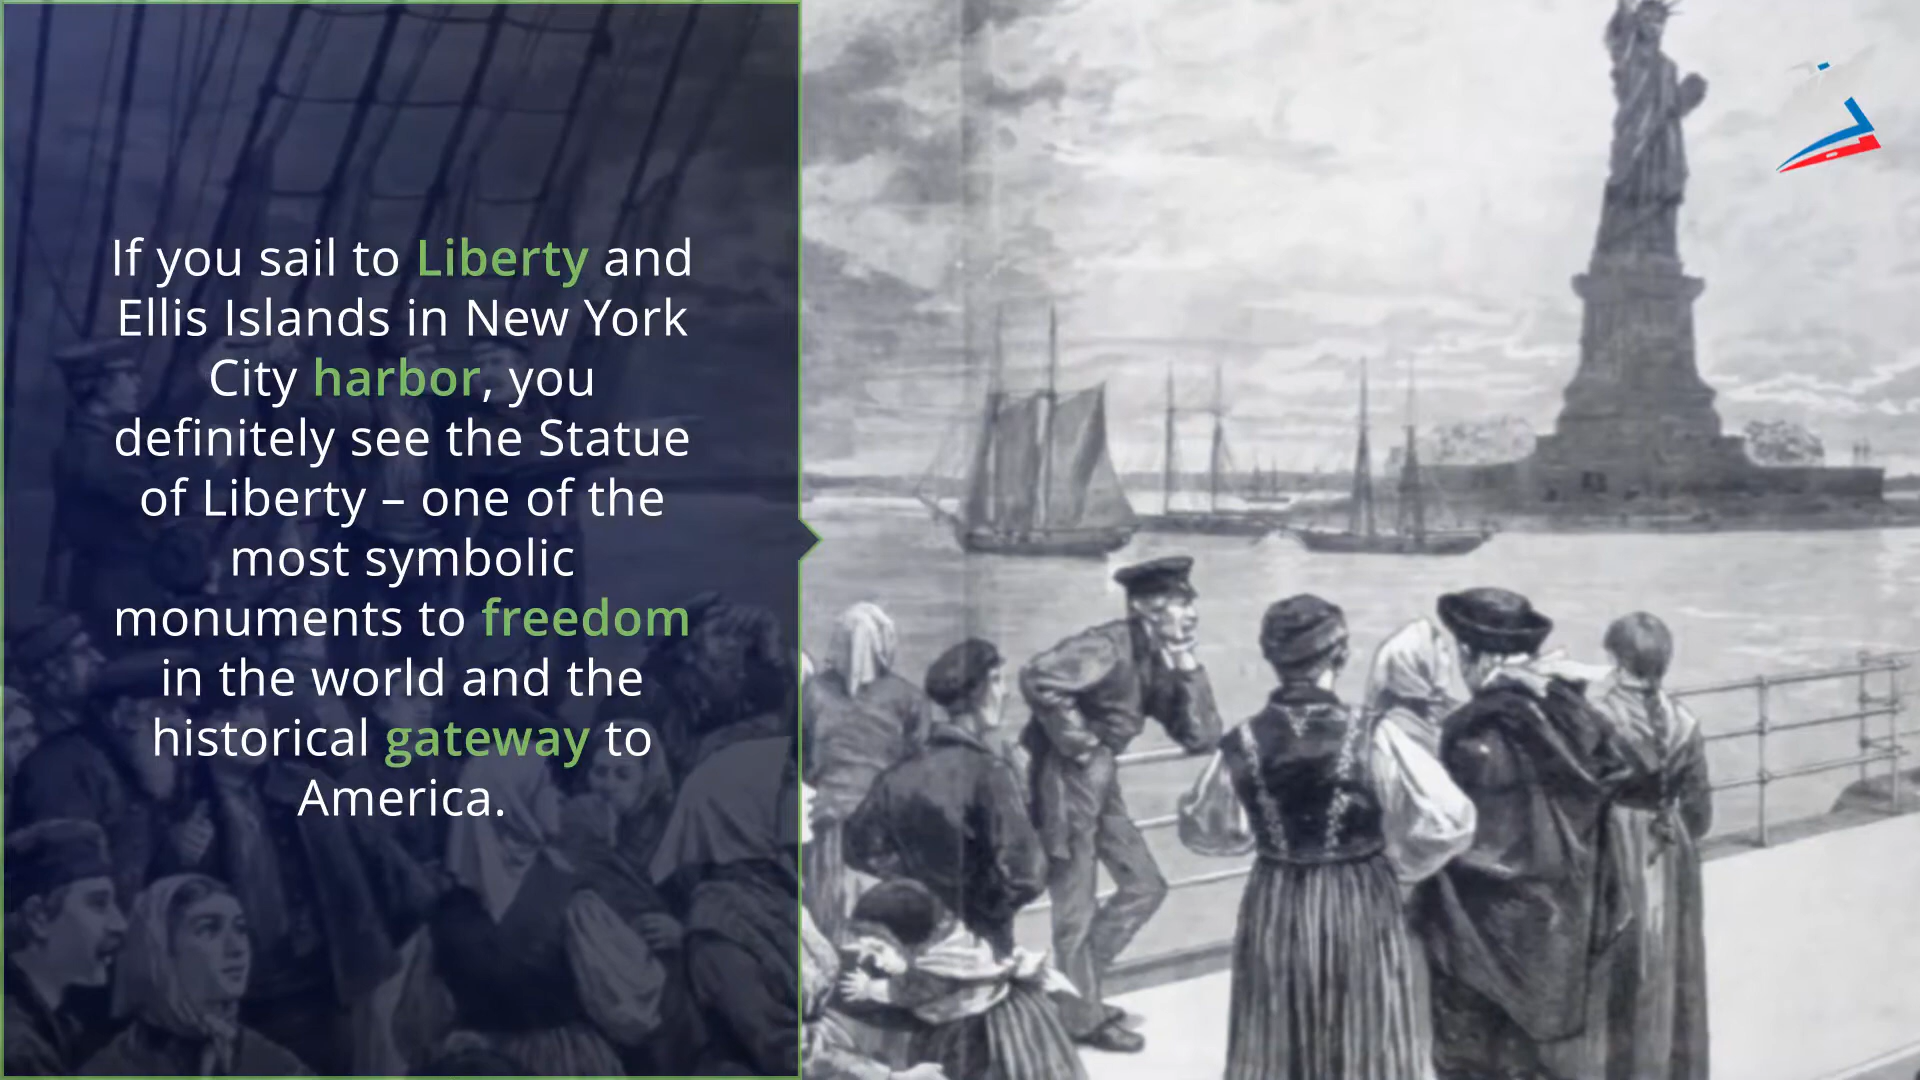 If you sail to Liberty and
Ellis Islands in New York
City harbor, you
definitely see the Statue
of Liberty – one of the
most symbolic
monuments to freedom
in the world and the
historical gateway to
America.